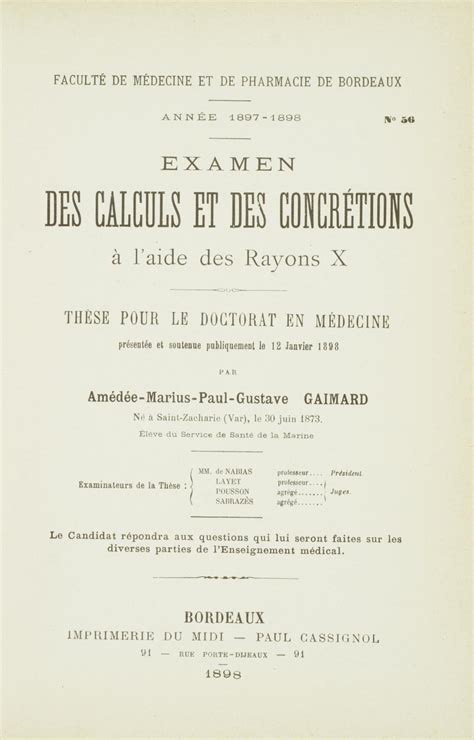 FACULTÉ DE MÉDECINE ET DE PHARMACIE DE BORDEAUX
ANNÉE 1897-1898 N° 56
EXAMEN
DES CALCULS ET DES CONCRÉTIONS
à l'aide des Rayons X
THÈSE POUR LE DOCTORAT EN MÉDECINE
présentée et soutenue publiquement le 12 Janvier 1898
PAR
Amédée-Marius-Paul-Gustave GAIMARD
Né à Saint-Zacharie (Var), le 30 juin 1873.
Élève du Service de Santé de la Marine
Examinateurs de la Thèse :
MM. de NABIAS professeur.... Président.
LAYET professeur....
POUSSON agrégé....... Juges.
SABRAZÈS agrégé.......
Le Candidat répondra aux questions qui lui seront faites sur les
diverses parties de l'Enseignement médical.
BORDEAUX
IMPRIMERIE DU MIDI — PAUL CASSIGNOL
91 — RUE PORTE-DIJEAUX — 91
1898